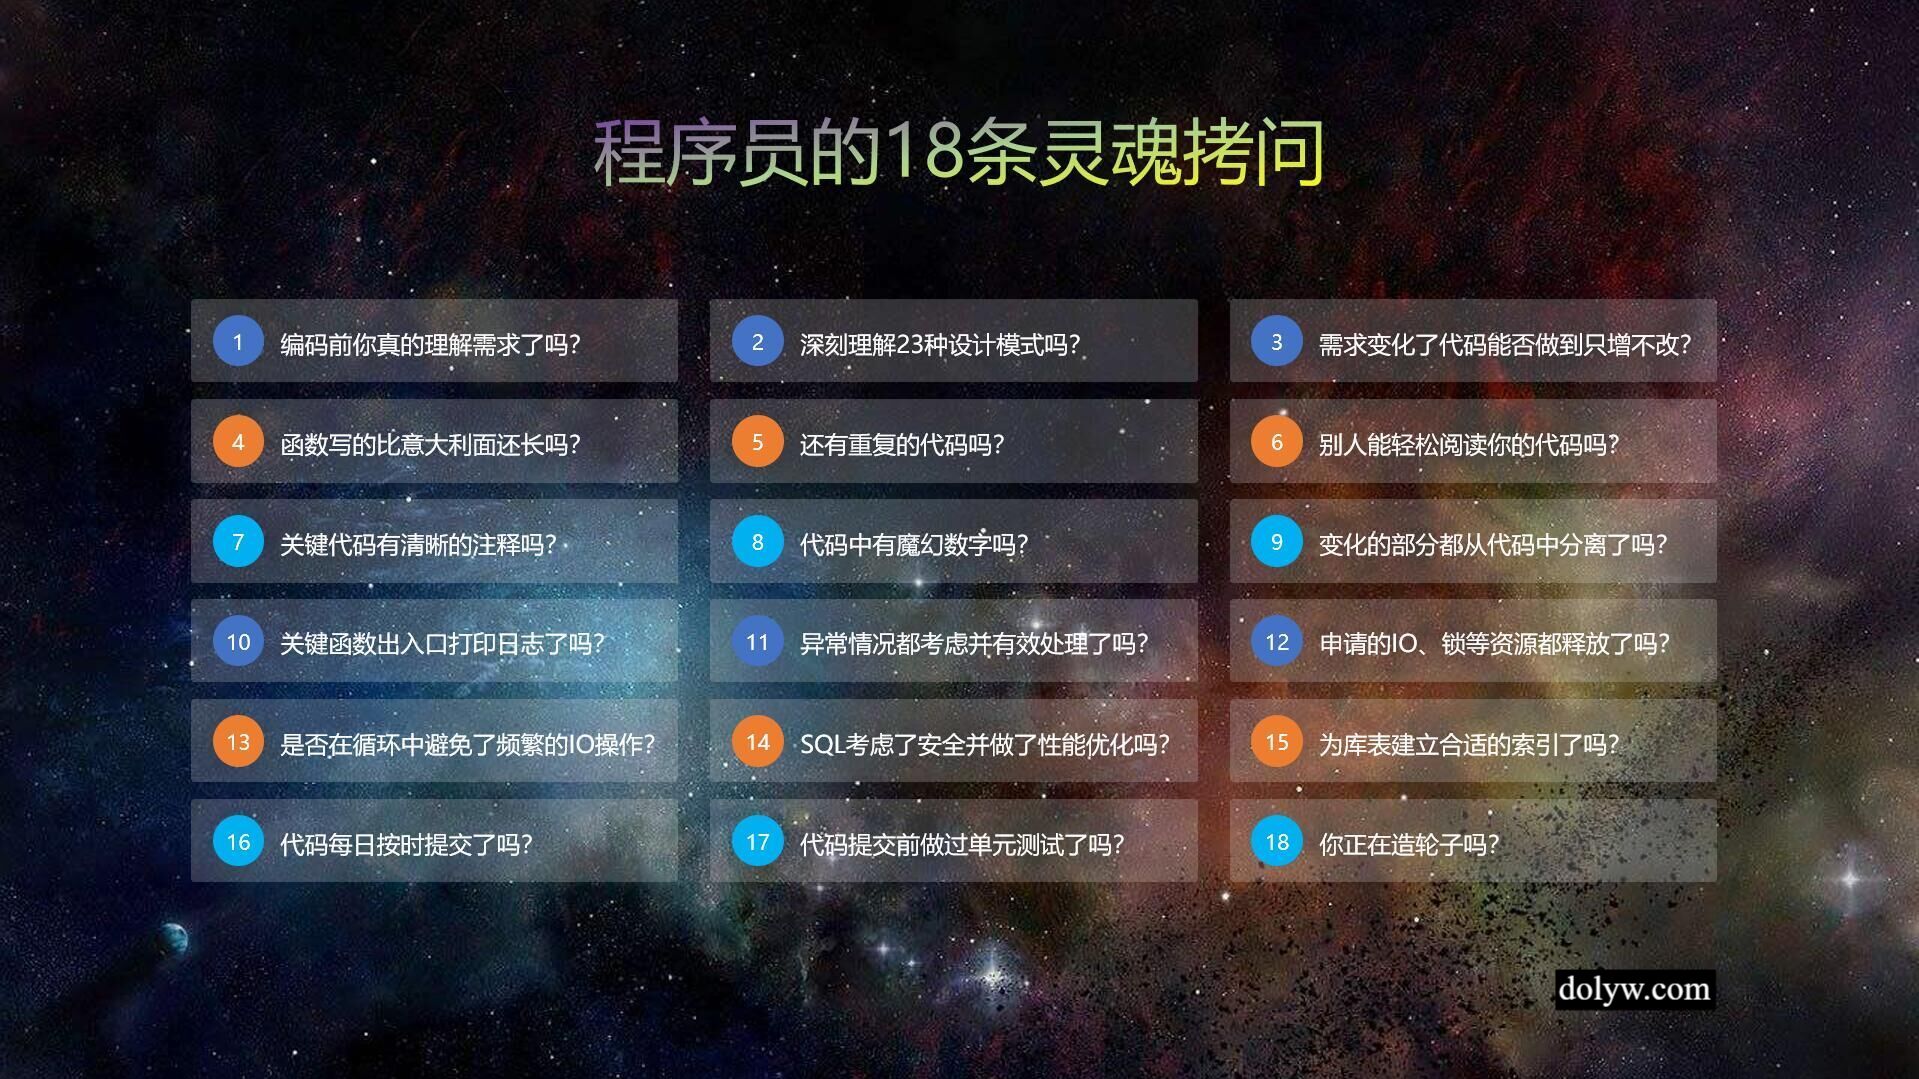 程序员的18条灵魂拷问
1 编码前你真的理解需求了吗?
2 深刻理解23种设计模式吗?
3 需求变化了代码能否做到只增不改?
4 函数写的比意大利面还长吗?
5 还有重复的代码吗?
6 别人能轻松阅读你的代码吗?
7 关键代码有清晰的注释吗?
8 代码中有魔幻数字吗?
9 变化的部分都从代码中分离了吗?
10 关键函数出入口打印日志了吗?
11 异常情况都考虑并有效处理了吗?
12 申请的IO、锁等资源都释放了吗?
13 是否在循环中避免了频繁的IO操作?
14 SQL考虑了安全并做了性能优化吗?
15 为库表建立合适的索引了吗?
16 代码每日按时提交了吗?
17 代码提交前做过单元测试了吗?
18 你正在造轮子吗?
dolyw.com